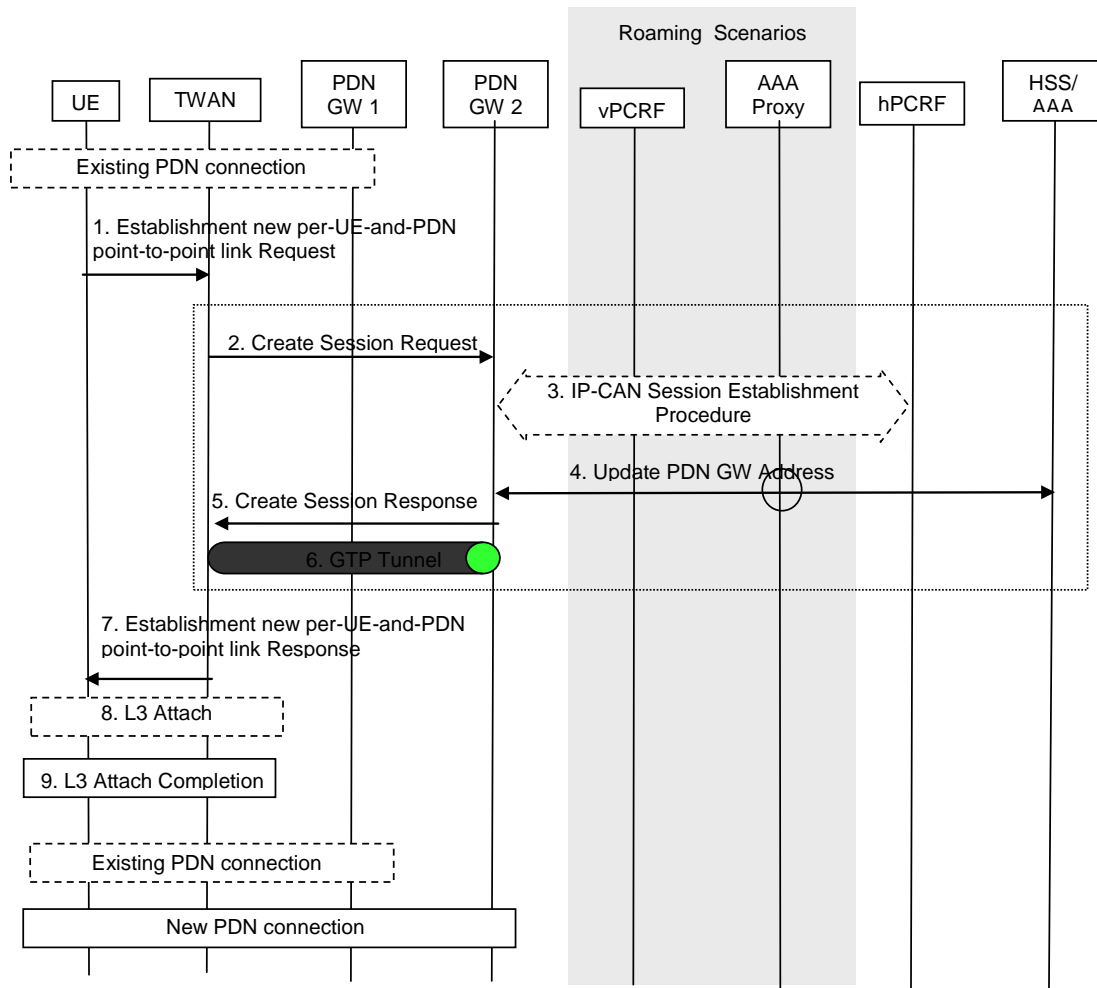 Roaming Scenarios
UE
TWAN
PDN
GW 1
PDN
GW 2
vPCRF
AAA
Proxy
hPCRF
HSS/
AAA
Existing PDN connection
1. Establishment new per-UE-and-PDN
point-to-point link Request
2. Create Session Request
3. IP-CAN Session Establishment
Procedure
4. Update PDN GW Address
5. Create Session Response
6. GTP Tunnel
7. Establishment new per-UE-and-PDN
point-to-point link Response
8. L3 Attach
9. L3 Attach Completion
Existing PDN connection
New PDN connection